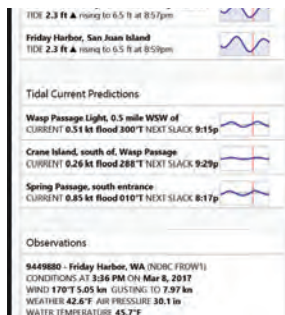 TIDE 2.3 ft ▲ rising to 6.5 ft at 8:57pm
Friday Harbor, San Juan Island
TIDE 2.3 ft ▲ rising to 6.5 ft at 8:59pm
Tidal Current Predictions
Wasp Passage Light, 0.5 mile WSW of
CURRENT 0.51 kt flood 300°T NEXT SLACK 9:15p
Crane Island, south of, Wasp Passage
CURRENT 0.26 kt flood 288°T NEXT SLACK 9:29p
Spring Passage, south entrance
CURRENT 0.85 kt flood 010°T NEXT SLACK 8:17p
Observations
9449880 - Friday Harbor, WA (NDBC FRDW1)
CONDITIONS AT 3:36 PM ON Mar 8, 2017
WIND 170°T 5.05 kn GUSTING TO 7.97 kn
WEATHER 42.6°F AIR PRESSURE 30.1 in
WATER TEMPERATURE 45.7°F